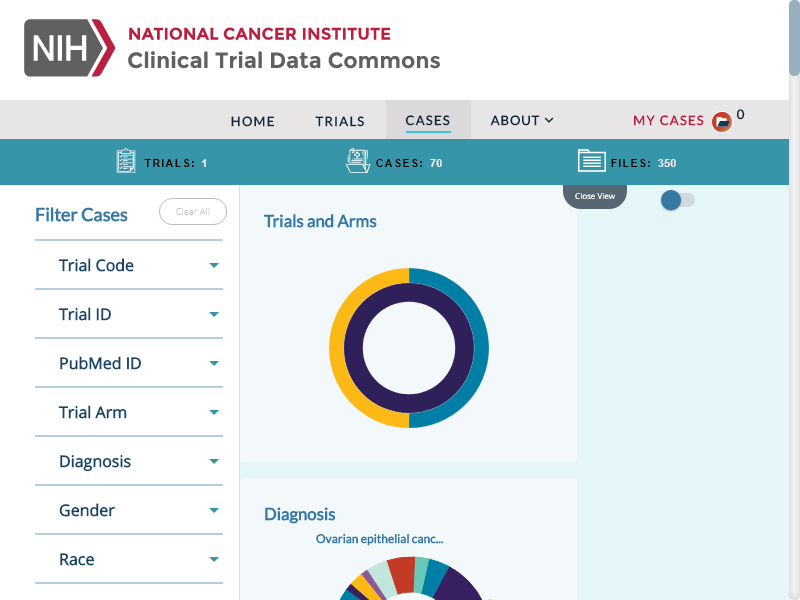 NIH
NATIONAL CANCER INSTITUTE
Clinical Trial Data Commons
HOME TRIALS CASES ABOUT MY CASES 0
TRIALS: 1 CASES: 70 FILES: 350
Filter Cases Clear All
Close View
Trials and Arms
Trial Code
Trial ID
PubMed ID
Trial Arm
Diagnosis
Gender
Race
Diagnosis
Ovarian epithelial canc...